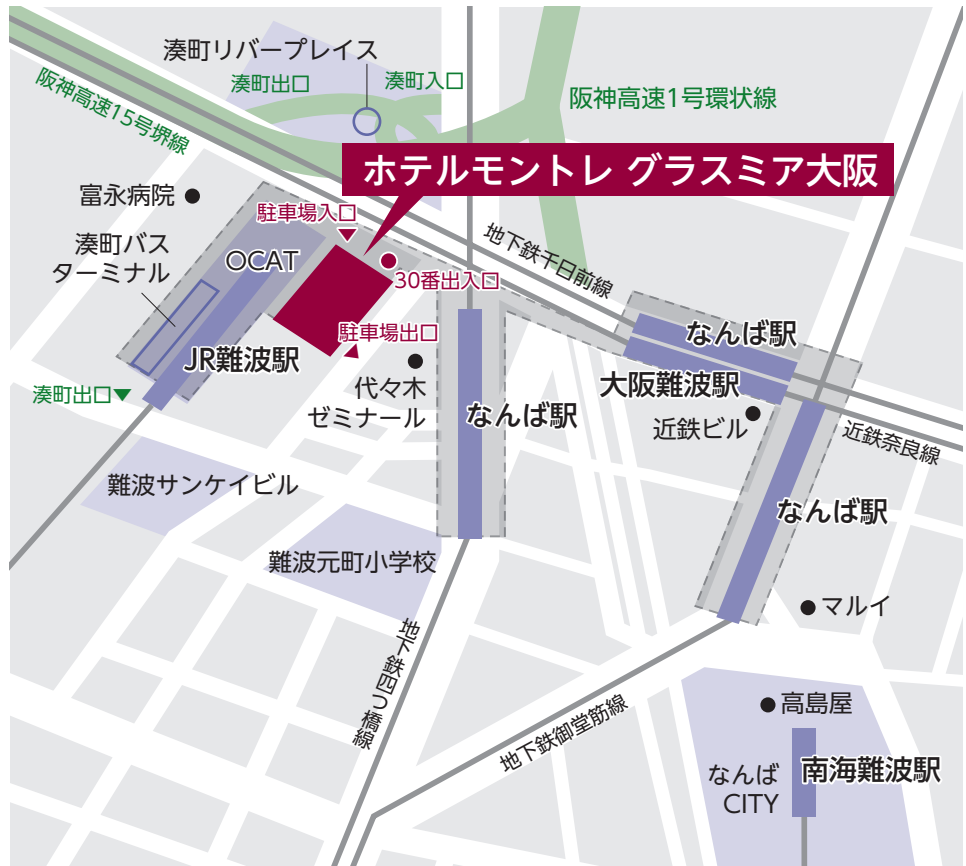 湊町リバープレイス
湊町出口
湊町入口
阪神高速15号堺線
阪神高速1号環状線
ホテルモントレ グラスミア大阪
富永病院
駐車場入口
湊町バス
ターミナル
OCAT
30番出入口
地下鉄千日前線
駐車場出口
JR難波駅
なんば駅
大阪難波駅
湊町出口
代々木
ゼミナール
なんば駅
近鉄ビル
近鉄奈良線
難波サンケイビル
なんば駅
難波元町小学校
マルイ
地下鉄四つ橋線
高島屋
地下鉄御堂筋線
なんば
CITY
南海難波駅